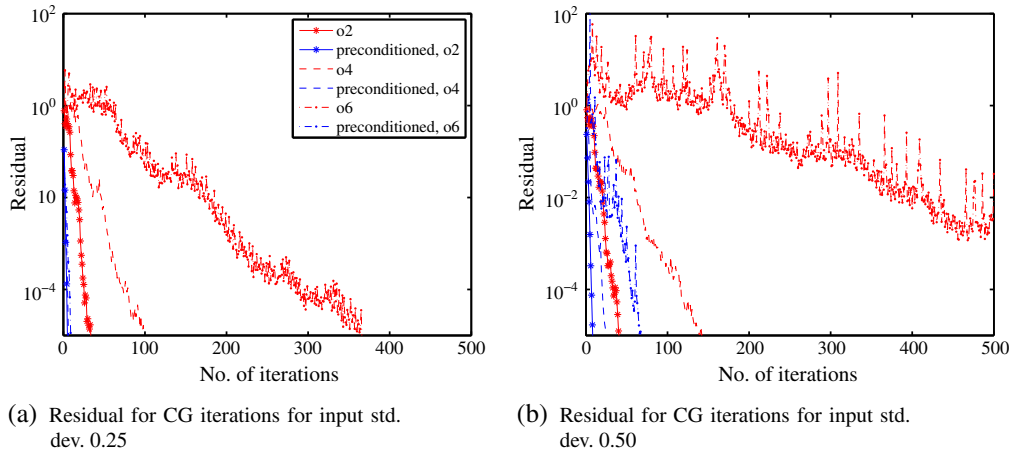 10^2
10^0
10
10^-4
Residual
0
100
200
300
400
500
No. of iterations
o2
preconditioned, o2
o4
preconditioned, o4
o6
preconditioned, o6
(a) Residual for CG iterations for input std.
dev. 0.25
10^2
10^0
10^-2
10^-4
Residual
0
100
200
300
400
500
No. of iterations
(b) Residual for CG iterations for input std.
dev. 0.50